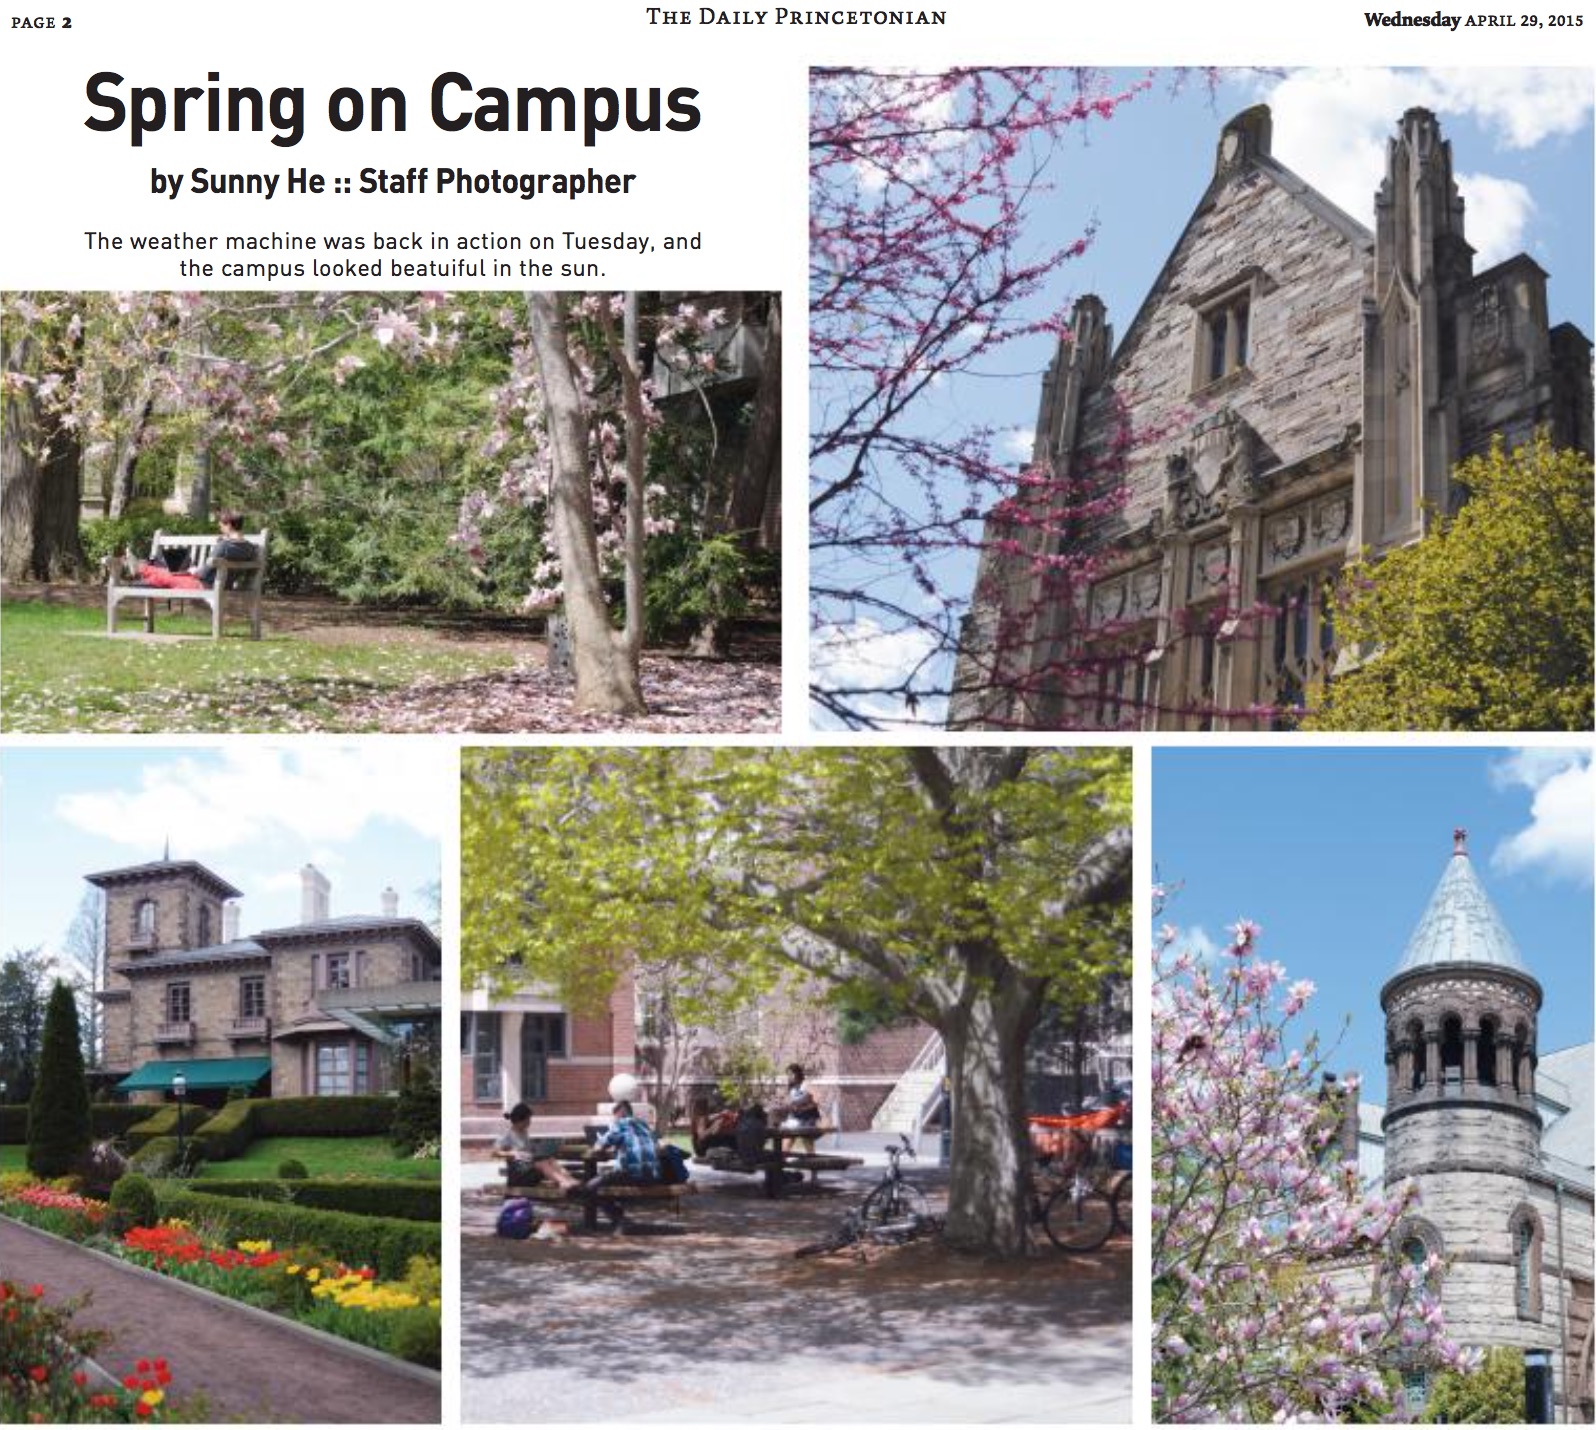 PAGE 2
THE DAILY PRINCETONIAN
Wednesday APRIL 29, 2015
Spring on Campus
by Sunny He :: Staff Photographer
The weather machine was back in action on Tuesday, and
the campus looked beatuiful in the sun.